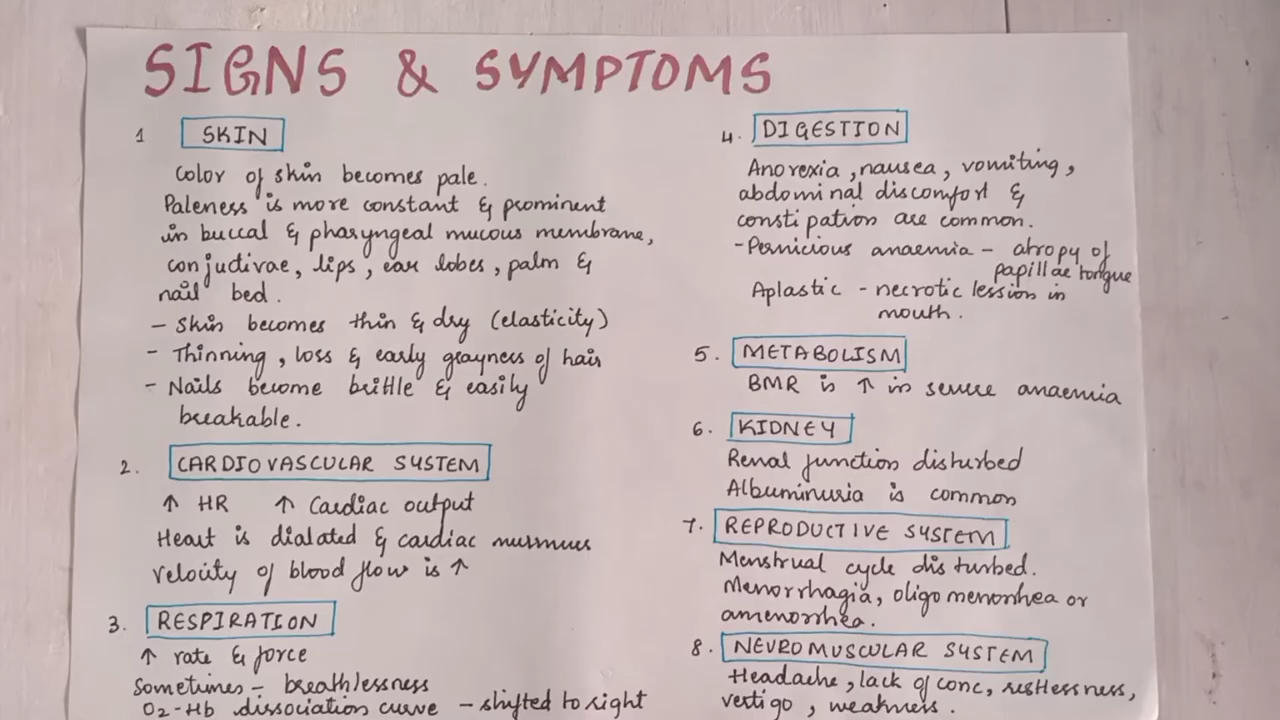 SIGNS & SYMPTOMS
1 SKIN
Color of skin becomes pale.
Paleness is more constant & prominent
in buccal & pharyngeal mucous membrane,
conjudivae, lips, ear lobes, palm &
nail bed.
- Skin becomes thin & dry (elasticity)
- Thinning, loss & early grayness of hair
- Nails become brittle & easily
breakable.
2. CARDIOVASCULAR SYSTEM
↑ HR ↑ Cardiac output
Heart is dialated & cardiac murmurs
velocity of blood flow is ↑
3. RESPIRATION
↑ rate & force
Sometimes - breathlessness
O2-Hb dissociation curve - shifted to right
4. DIGESTION
Anorexia, nausea, vomiting,
abdominal discomfort &
constipation are common.
- Pernicious anaemia - atropy of
papillae tongue
Aplastic - necrotic lession in
mouth.
5. METABOLISM
BMR is ↑ in severe anaemia
6. KIDNEY
Renal function disturbed
Albuminuria is common
7. REPRODUCTIVE SYSTEM
Menstrual cycle disturbed.
Menorrhagia, oligomenorrhea or
amenorrhea.
8. NEUROMUSCULAR SYSTEM
Headache, lack of conc, restlessness,
vertigo, weakness.